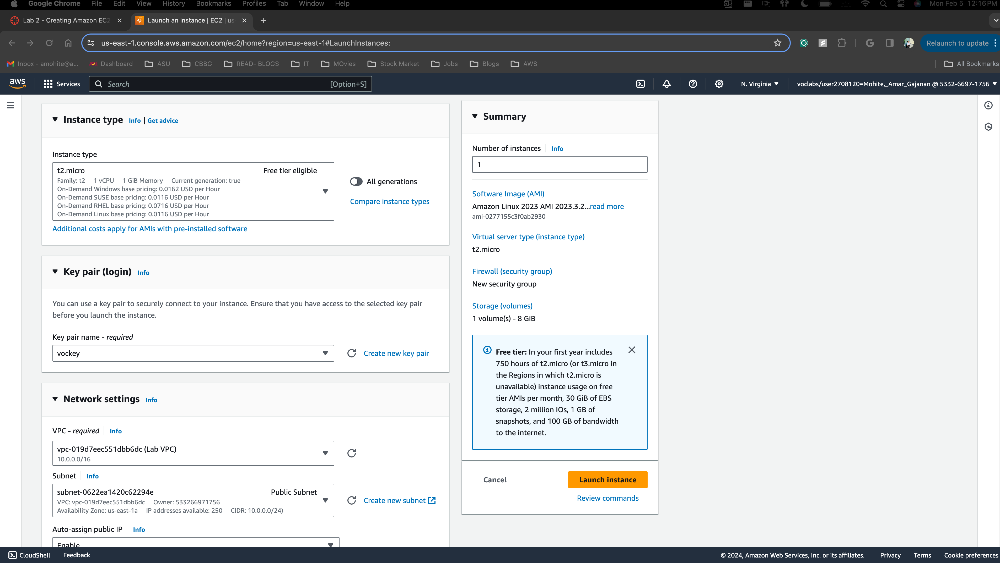 Google Chrome File Edit View History Bookmarks Profiles Tab Window Help Mon Feb 5 12:16 PM
Lab 2 - Creating Amazon EC2 Launch an instance | EC2 | us-
us-east-1.console.aws.amazon.com/ec2/home?region=us-east-1#LaunchInstances: Relaunch to update
Inbox - amohite@a... Dashboard ASU CBBG READ- BLOGS IT MOvies Stock Market Jobs Blogs AWS All Bookmarks
aws Services Search [Option+S] N. Virginia voclabs/user2708120=Mohite,_Amar_Gajanan @ 5332-6697-1756
Instance type Info | Get advice
Instance type
t2.micro Free tier eligible
Family: t2 1 vCPU 1 GiB Memory Current generation: true
On-Demand Windows base pricing: 0.0162 USD per Hour
On-Demand SUSE base pricing: 0.0116 USD per Hour
On-Demand RHEL base pricing: 0.0716 USD per Hour
On-Demand Linux base pricing: 0.0116 USD per Hour
All generations
Compare instance types
Additional costs apply for AMIs with pre-installed software
Key pair (login) Info
You can use a key pair to securely connect to your instance. Ensure that you have access to the selected key pair
before you launch the instance.
Key pair name - required
vockey
Create new key pair
Network settings Info
VPC - required Info
vpc-019d7eec551dbb6dc (Lab VPC)
10.0.0.0/16
Subnet Info
subnet-0622ea1420c62294e Public Subnet
VPC: vpc-019d7eec551dbb6dc Owner: 533266971756
Availability Zone: us-east-1a IP addresses available: 250 CIDR: 10.0.0.0/24)
Create new subnet
Auto-assign public IP Info
Enable
Summary
Number of instances Info
1
Software Image (AMI)
Amazon Linux 2023 AMI 2023.3.2...read more
ami-0277155c3f0ab2930
Virtual server type (instance type)
t2.micro
Firewall (security group)
New security group
Storage (volumes)
1 volume(s) - 8 GiB
Free tier: In your first year includes
750 hours of t2.micro (or t3.micro in
the Regions in which t2.micro is
unavailable) instance usage on free
tier AMIs per month, 30 GiB of EBS
storage, 2 million IOs, 1 GB of
snapshots, and 100 GB of bandwidth
to the internet.
Cancel Launch instance
Review commands
CloudShell Feedback © 2024, Amazon Web Services, Inc. or its affiliates. Privacy Terms Cookie preferences